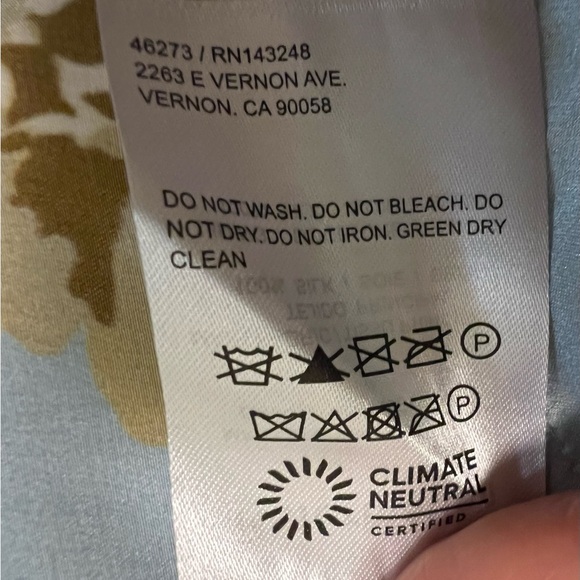 46273 / RN143248
2263 E VERNON AVE.
VERNON. CA 90058
DO NOT WASH. DO NOT BLEACH. DO
NOT DRY. DO NOT IRON. GREEN DRY
CLEAN
P
P
CLIMATE
NEUTRAL
CERTIFIED